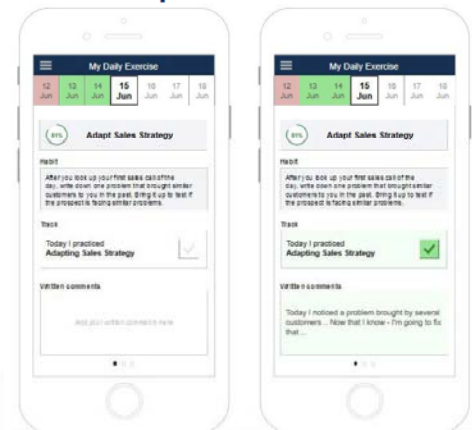 My Daily Exercise
12 13 14 15 16 17 18
Jun Jun Jun Jun Jun Jun Jun
Adapt Sales Strategy
Habit
After you look up your first sales call of the
day, write down one problem that brought similar
customers to you in the past. Bring it up to test if
the prospect is facing similar problems.
Track
Today I practiced
Adapting Sales Strategy
Written comments
Add your written comments here
My Daily Exercise
12 13 14 15 16 17 18
Jun Jun Jun Jun Jun Jun Jun
Adapt Sales Strategy
Habit
After you look up your first sales call of the
day, write down one problem that brought similar
customers to you in the past. Bring it up to test if
the prospect is facing similar problems.
Track
Today I practiced
Adapting Sales Strategy
Written comments
Today I noticed a problem brought by several
customers... Now that I know - I'm going to fix
that...